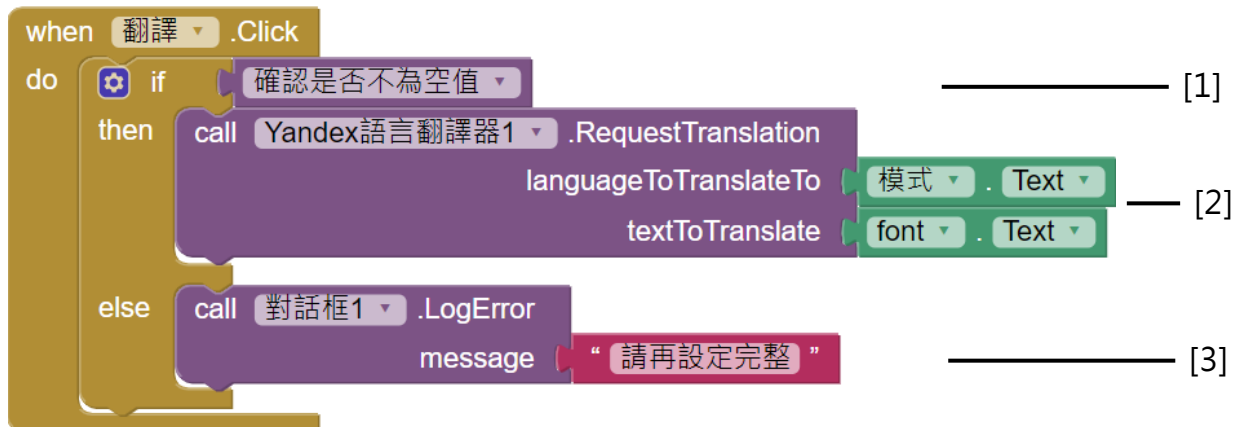 when 翻譯 .Click
do if 確認是否不為空值 [1]
then call Yandex語言翻譯器1 .RequestTranslation
languageToTranslateTo 模式 . Text
[2]
textToTranslate font . Text
else call 對話框1 .LogError
message “ 請再設定完整 ” [3]